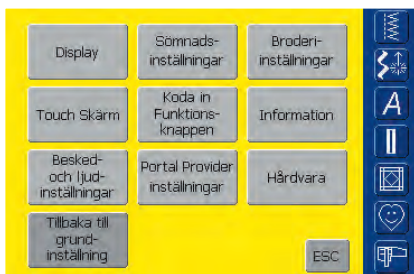 Display
Sömnads-
inställningar
Broderi-
inställningar
Touch Skärm
Koda in
Funktions-
knappen
Information
Besked-
och ljud-
inställningar
Portal Provider
inställningar
Hårdvara
Tillbaka till
grund-
inställning
ESC
A